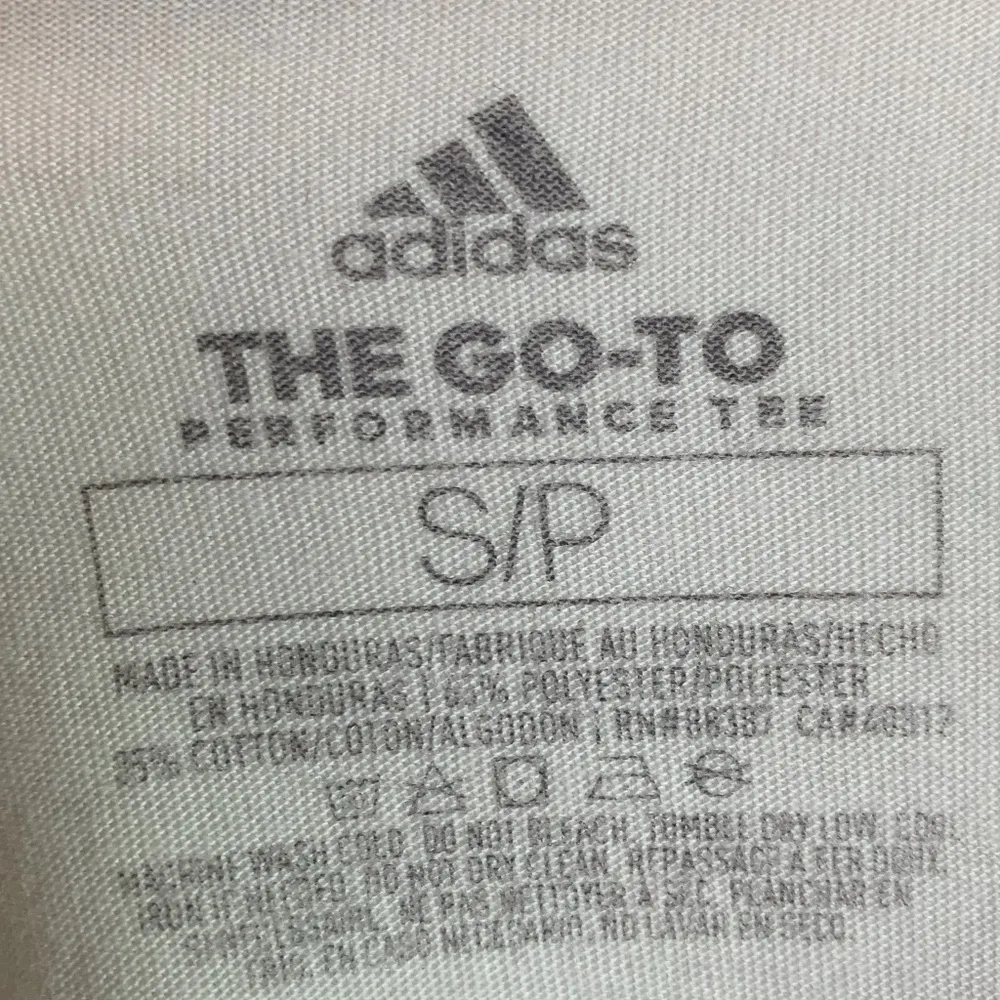 adidas
THE GO-TO
PERFORMANCE TEE
S/P
MADE IN HONDURAS/FABRIQUÉ AU HONDURAS/HECHO
EN HONDURAS | 65% POLYESTER/POLIESTER
35% COTTON/COTON/ALGODON | RN#88387 CA#40312
MACHINE WASH COLD. DO NOT BLEACH. TUMBLE DRY LOW. COOL
IRON IF NEEDED. DO NOT DRY CLEAN. REPASSAGE À FER DOUX
SI NÉCESSAIRE. NE PAS NETTOYER À SEC. PLANCHAR EN
FRÍO EN CASO NECESARIO. NO LAVAR EN SECO.